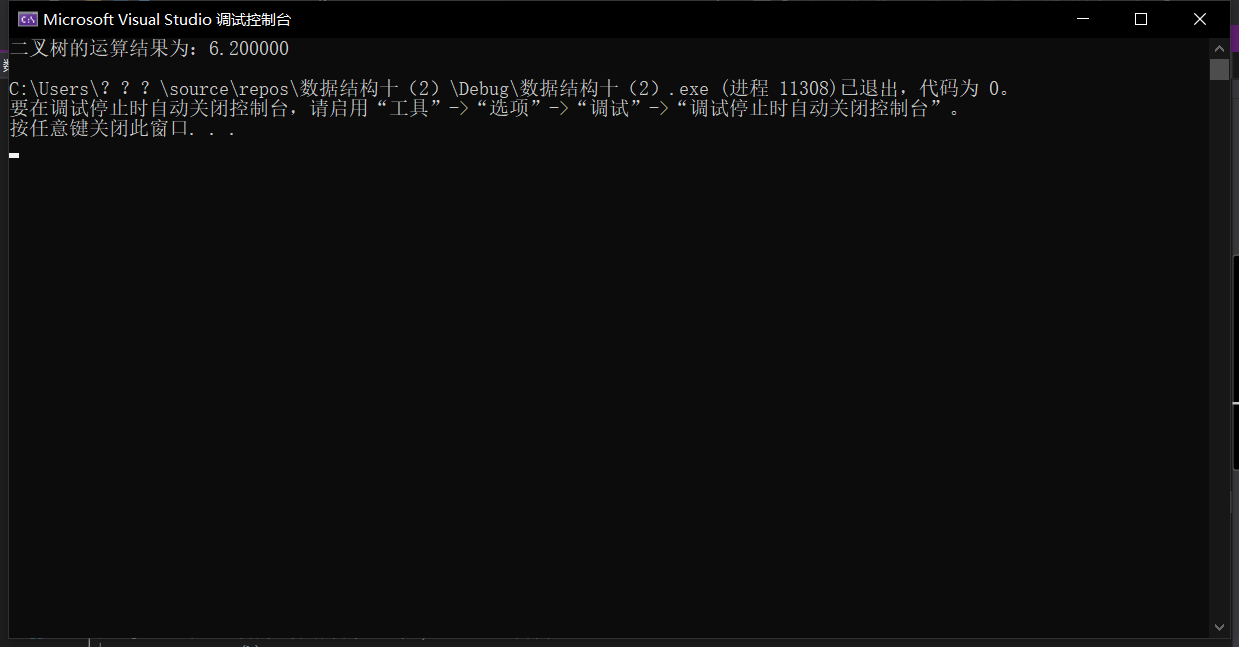 Microsoft Visual Studio 调试控制台
二叉树的运算结果为：6.200000
C:\Users\？？？\source\repos\数据结构十（2）\Debug\数据结构十（2）.exe (进程 11308)已退出，代码为 0。
要在调试停止时自动关闭控制台，请启用“工具”->“选项”->“调试”->“调试停止时自动关闭控制台”。
按任意键关闭此窗口. . .